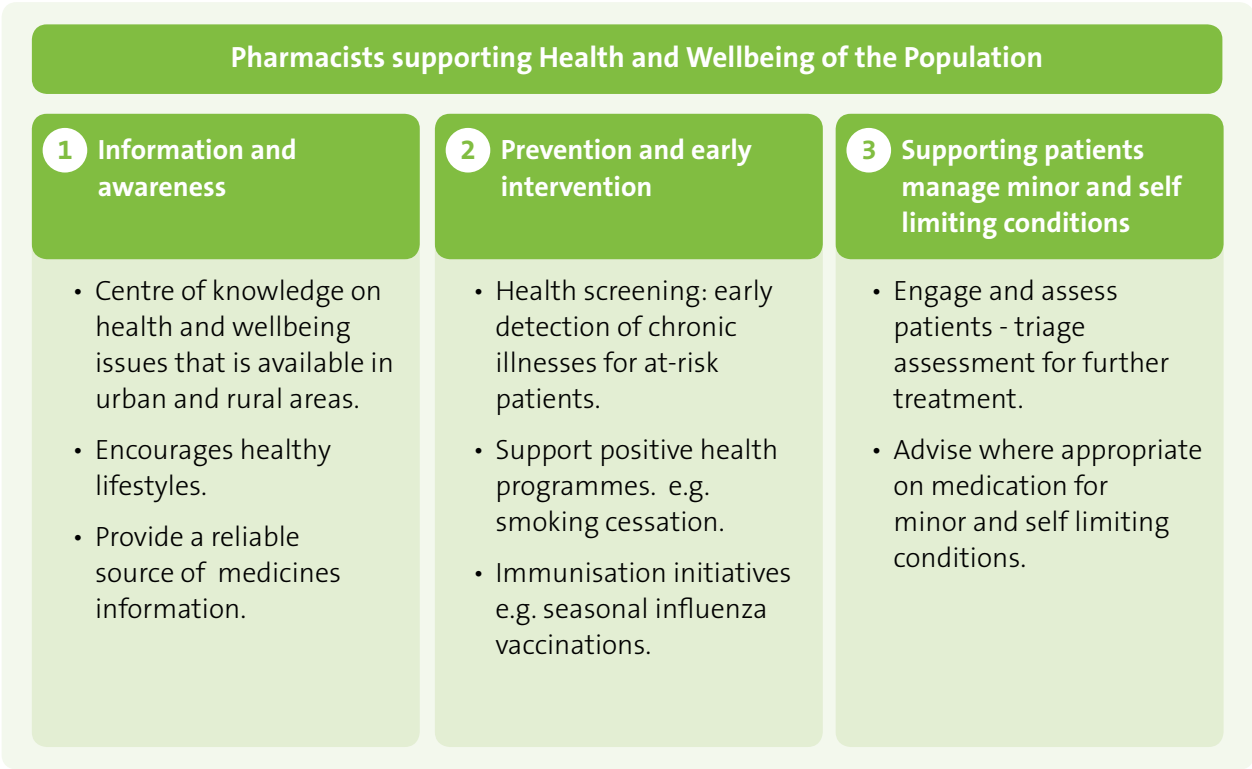 Pharmacists supporting Health and Wellbeing of the Population
1 Information and
awareness
• Centre of knowledge on
health and wellbeing
issues that is available in
urban and rural areas.
• Encourages healthy
lifestyles.
• Provide a reliable
source of  medicines
information.
2 Prevention and early
intervention
• Health screening: early
detection of chronic
illnesses for at-risk
patients.
• Support positive health
programmes.  e.g.
smoking cessation.
• Immunisation initiatives
e.g. seasonal influenza
vaccinations.
3 Supporting patients
manage minor and self
limiting conditions
• Engage and assess
patients - triage
assessment for further
treatment.
• Advise where appropriate
on medication for
minor and self limiting
conditions.